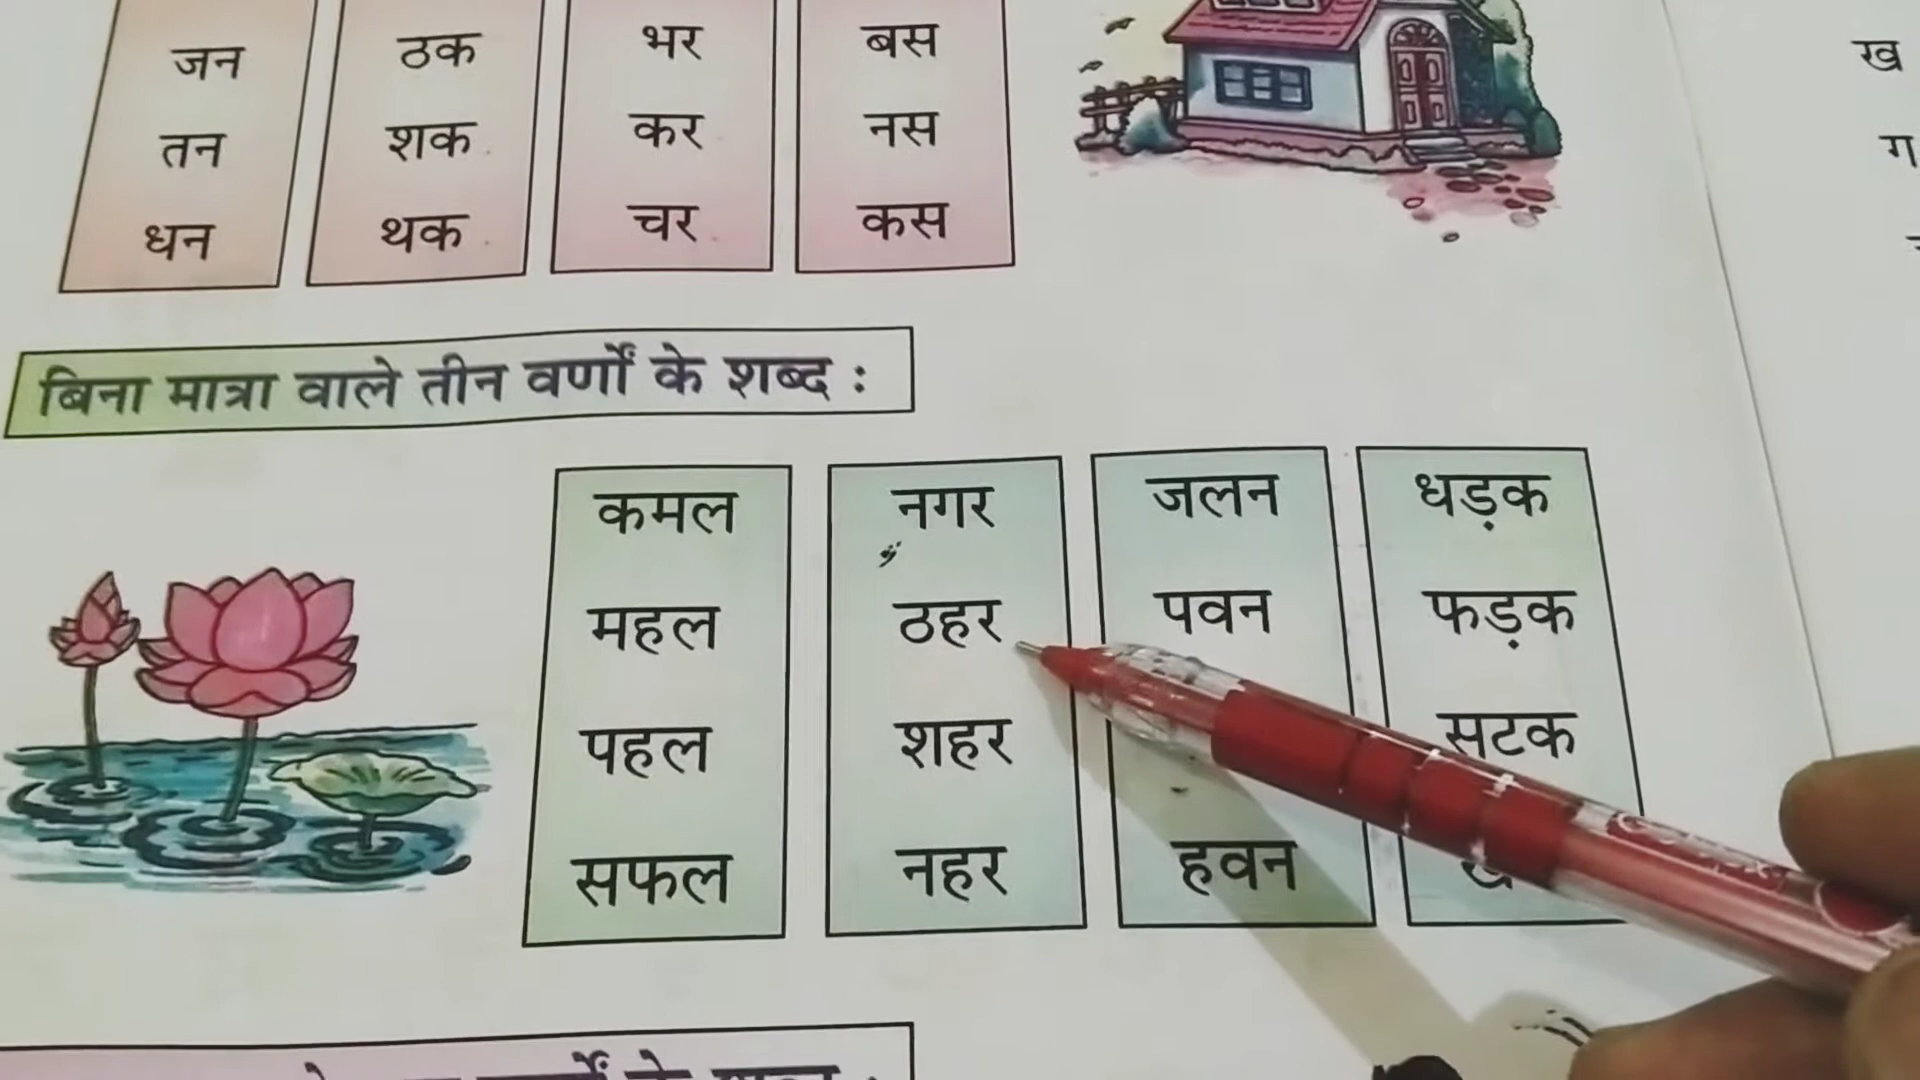 जन ठक भर बस
तन शक कर नस
धन थक चर कस
बिना मात्रा वाले तीन वर्णों के शब्द :
कमल नगर जलन धड़क
महल ठहर पवन फड़क
पहल शहर सटक
सफल नहर हवन
ख
ग